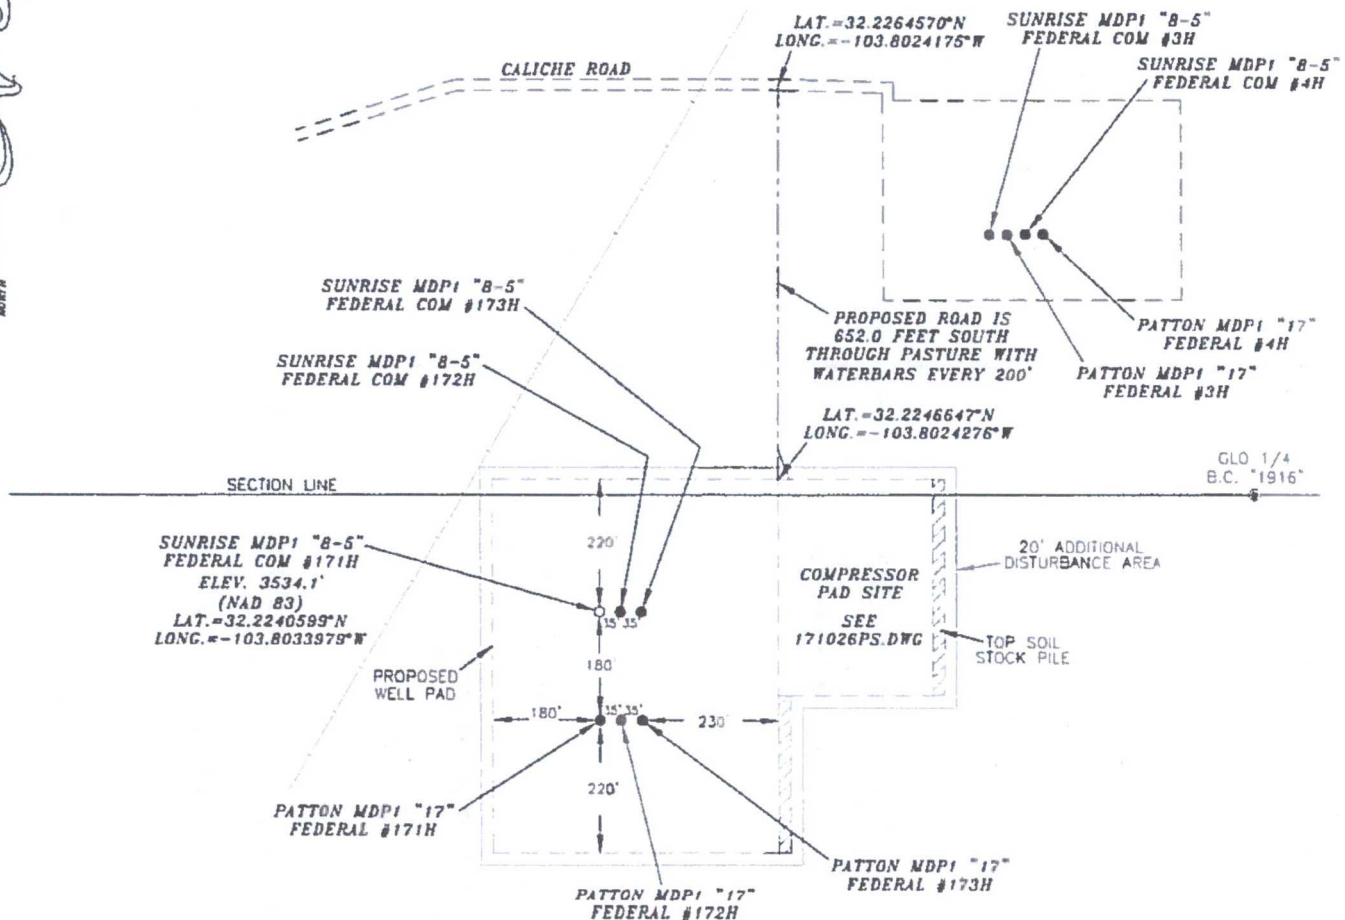 LAT.=32.2264570°N
LONG.=-103.8024175°W
SUNRISE MDP1 "8-5"
FEDERAL COM #3H
SUNRISE MDP1 "8-5"
FEDERAL COM #4H
CALICHE ROAD
NORTH
SUNRISE MDP1 "8-5"
FEDERAL COM #173H
PROPOSED ROAD IS
652.0 FEET SOUTH
THROUGH PASTURE WITH
WATERBARS EVERY 200'
PATTON MDP1 "17"
FEDERAL #4H
PATTON MDP1 "17"
FEDERAL #3H
SUNRISE MDP1 "8-5"
FEDERAL COM #172H
LAT.=32.2246647°N
LONG.=-103.8024276°W
GLO 1/4
B.C. "1916"
SECTION LINE
220'
SUNRISE MDP1 "8-5"
FEDERAL COM #171H
ELEV. 3534.1'
(NAD 83)
LAT.=32.2240599°N
LONG.=-103.8033979°W
20' ADDITIONAL
DISTURBANCE AREA
COMPRESSOR
PAD SITE
SEE
171026PS.DWG
35' 35'
TOP SOIL
STOCK PILE
180'
PROPOSED
WELL PAD
180'
35' 35'
230'
220'
PATTON MDP1 "17"
FEDERAL #171H
PATTON MDP1 "17"
FEDERAL #173H
PATTON MDP1 "17"
FEDERAL #172H